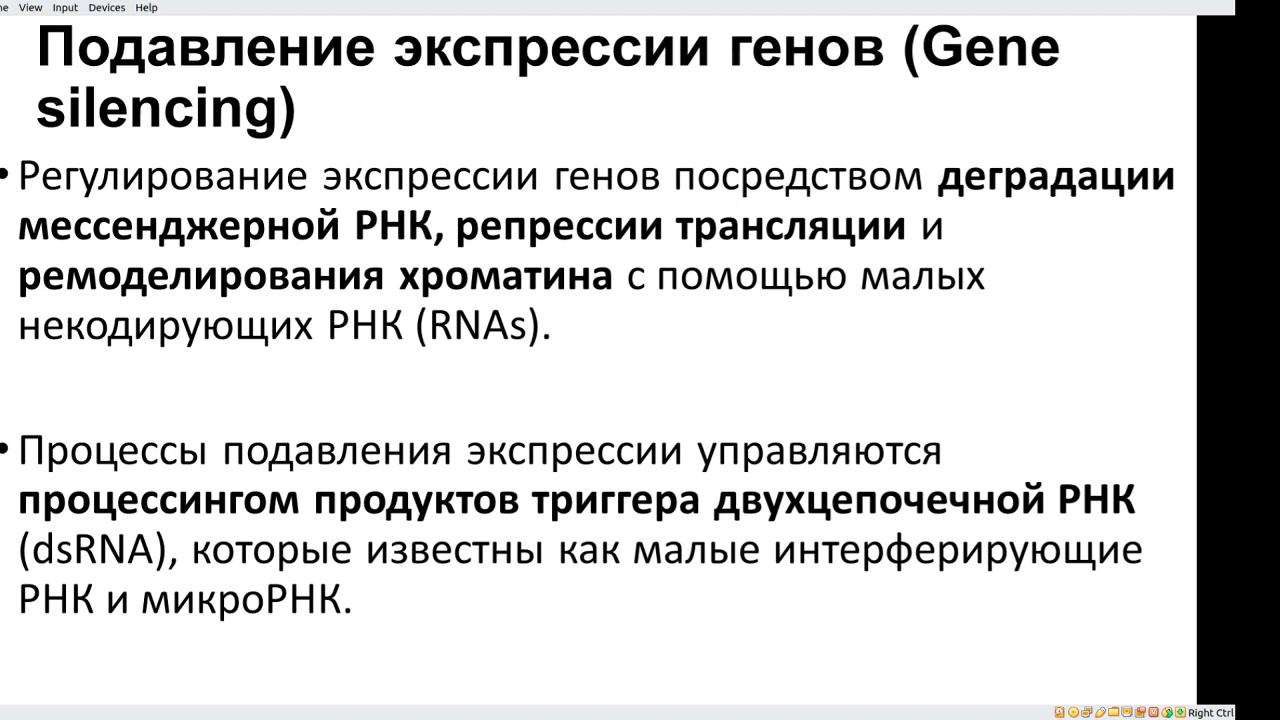 ne View Input Devices Help
Подавление экспрессии генов (Gene
silencing)
• Регулирование экспрессии генов посредством деградации
мессенджерной РНК, репрессии трансляции и
ремоделирования хроматина с помощью малых
некодирующих РНК (RNAs).
• Процессы подавления экспрессии управляются
процессингом продуктов триггера двухцепочечной РНК
(dsRNA), которые известны как малые интерферирующие
РНК и микроРНК.
Right Ctrl